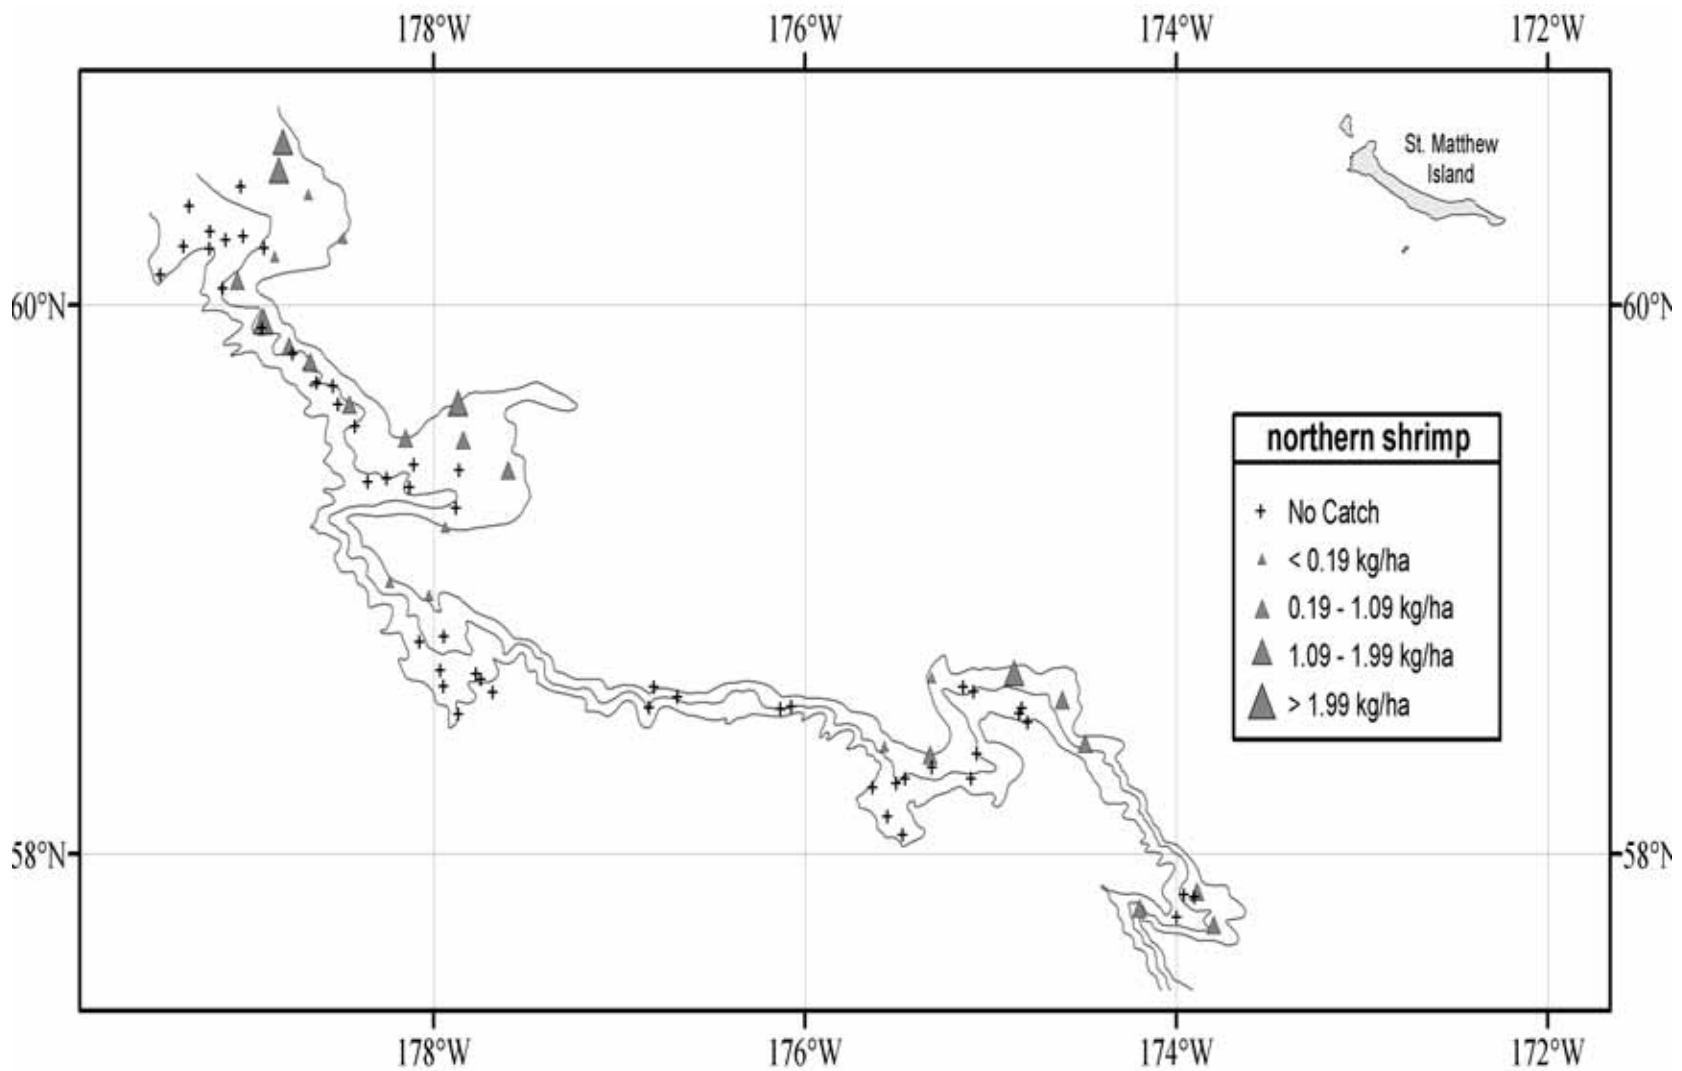 178°W 176°W 174°W 172°W
St. Matthew
Island
60°N 60°N
northern shrimp
No Catch
< 0.19 kg/ha
0.19 - 1.09 kg/ha
1.09 - 1.99 kg/ha
> 1.99 kg/ha
58°N 58°N
178°W 176°W 174°W 172°W